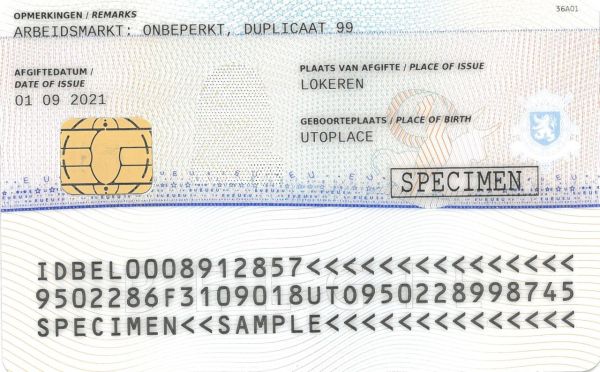 OPMERKINGEN / REMARKS
36A01
ARBEIDSMARKT: ONBEPERKT, DUPLICAAT 99
AFGIFTEDATUM /
DATE OF ISSUE
01 09 2021
PLAATS VAN AFGIFTE / PLACE OF ISSUE
LOKEREN
GEBOORTEPLAATS / PLACE OF BIRTH
UTOPLACE
SPECIMEN
IDBEL0008912857<<<<<<<<<<<<<<<
9502286F3109018UTO950228998745
SPECIMEN<<SAMPLE<<<<<<<<<<<<<<